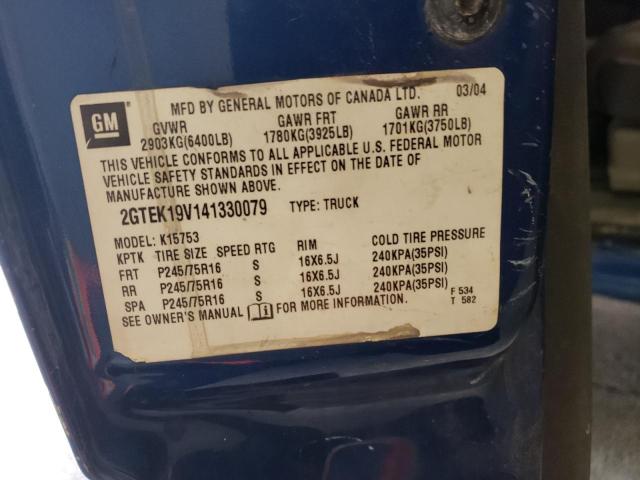 MFD BY GENERAL MOTORS OF CANADA LTD. 03/04
GM
GVWR GAWR FRT GAWR RR
2903KG(6400LB) 1780KG(3925LB) 1701KG(3750LB)
THIS VEHICLE CONFORMS TO ALL APPLICABLE U.S. FEDERAL MOTOR
VEHICLE SAFETY STANDARDS IN EFFECT ON THE DATE OF
MANUFACTURE SHOWN ABOVE.
2GTEK19V141330079 TYPE: TRUCK
MODEL: K15753
KPTK TIRE SIZE SPEED RTG RIM COLD TIRE PRESSURE
FRT P245/75R16 S 16X6.5J 240KPA(35PSI)
RR P245/75R16 S 16X6.5J 240KPA(35PSI)
SPA P245/75R16 S 16X6.5J 240KPA(35PSI)
SEE OWNER'S MANUAL FOR MORE INFORMATION.
F 534
T 582